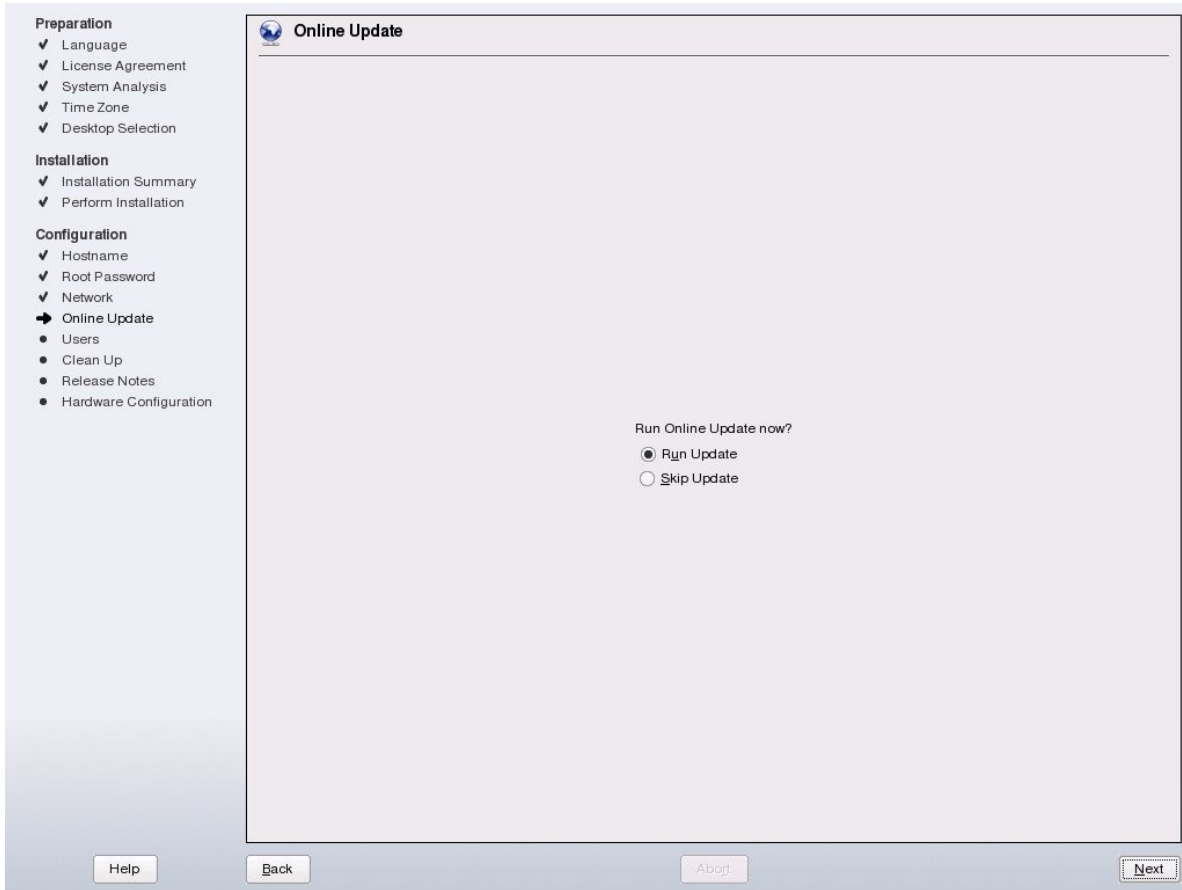 Preparation
Language
License Agreement
System Analysis
Time Zone
Desktop Selection
Installation
Installation Summary
Perform Installation
Configuration
Hostname
Root Password
Network
Online Update
Users
Clean Up
Release Notes
Hardware Configuration
Online Update
Run Online Update now?
Run Update
Skip Update
Help
Back
Abort
Next